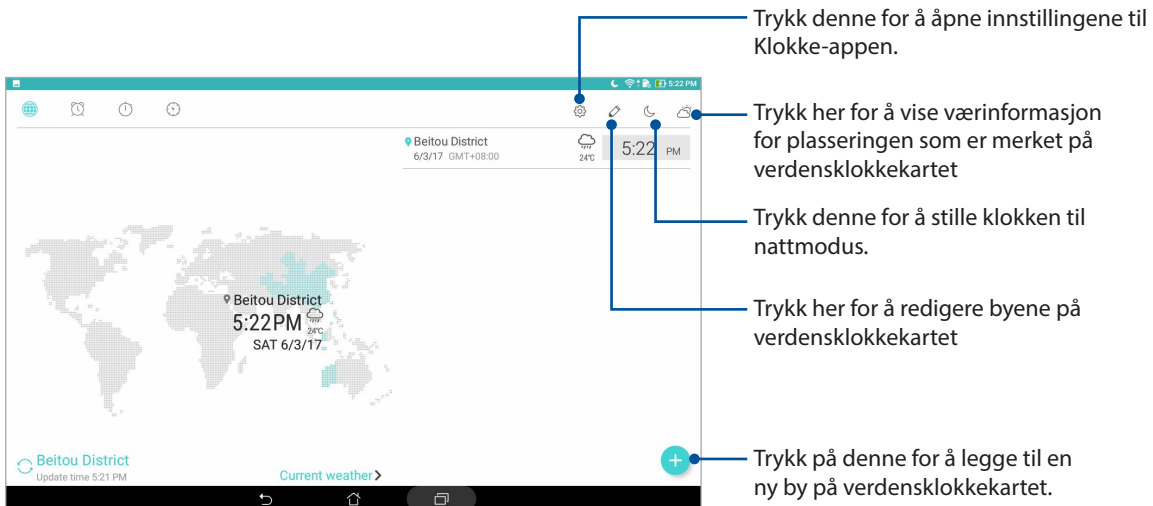 Trykk denne for å åpne innstillingene til
Klokke-appen.
5:22 PM
Trykk her for å vise værinformasjon
for plasseringen som er merket på
verdensklokkekartet
Beitou District
6/3/17 GMT+08:00
24°C
5:22 PM
Trykk denne for å stille klokken til
nattmodus.
Beitou District
5:22PM
24°C
SAT 6/3/17
Trykk her for å redigere byene på
verdensklokkekartet
Beitou District
Update time 5:21 PM
Current weather
Trykk på denne for å legge til en
ny by på verdensklokkekartet.